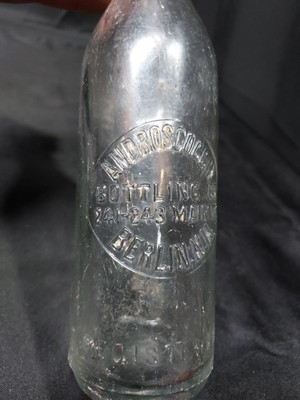 ANDROSCOGGIN
BOTTLING
241-243 MAIN
BERLIN, N.H.